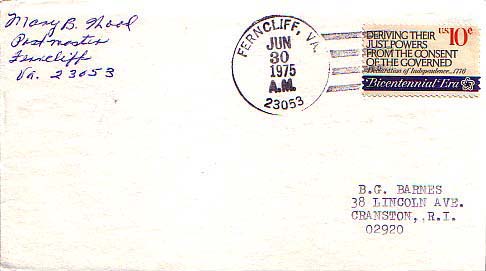 Mary B. Wood
Postmaster
Ferncliff
Va. 23053
FERNCLIFF, VA.
JUN
30
1975
A.M.
23053
U.S. 10c
DERIVING THEIR
JUST POWERS
FROM THE CONSENT
OF THE GOVERNED
Declaration of Independence, 1776
Bicentennial Era
B.G. BARNES
38 LINCOLN AVE.
CRANSTON, R.I.
02920